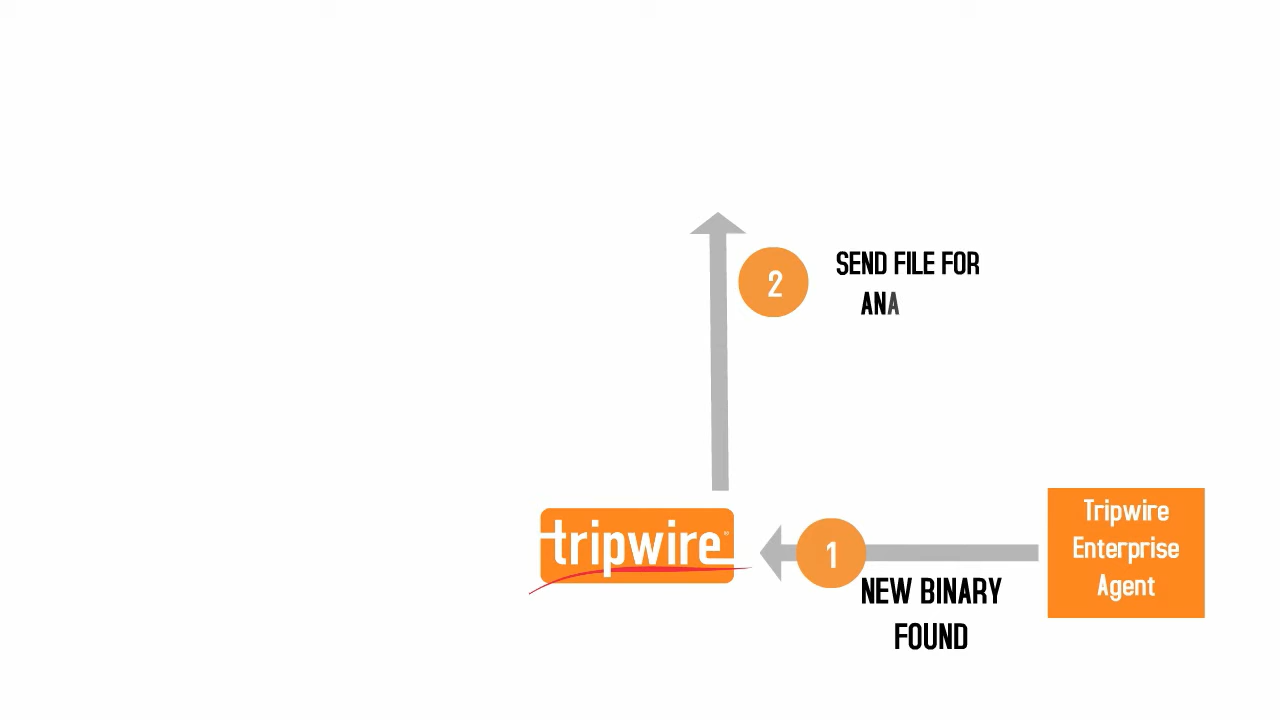 2
SEND FILE FOR
ANA
tripwire®
1
NEW BINARY
FOUND
Tripwire
Enterprise
Agent